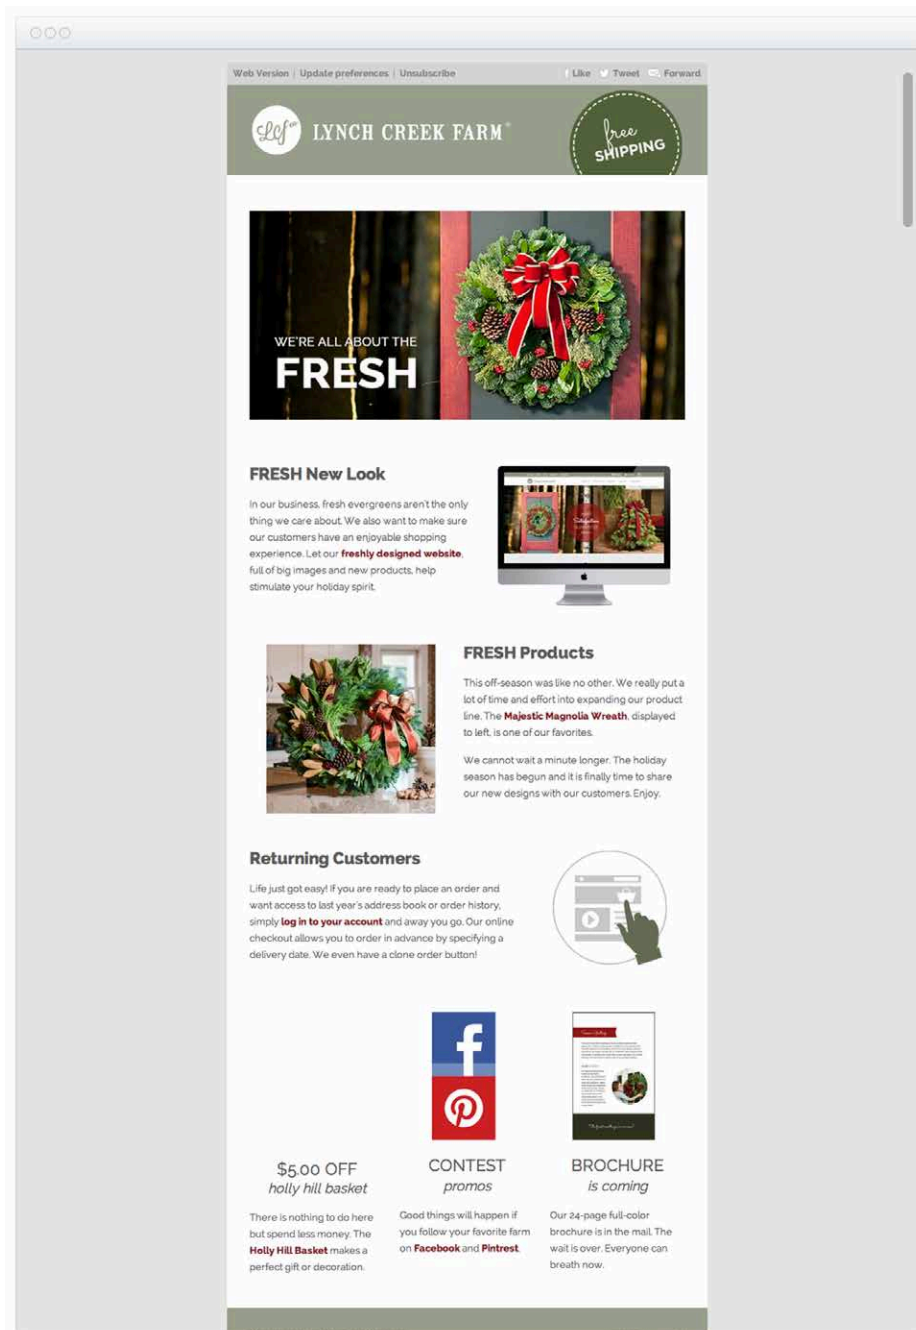 Web Version | Update preferences | Unsubscribe
Like Tweet Forward
Lcf co LYNCH CREEK FARM®
free
SHIPPING
WE'RE ALL ABOUT THE
FRESH
FRESH New Look
In our business, fresh evergreens aren't the only
thing we care about. We also want to make sure
our customers have an enjoyable shopping
experience. Let our freshly designed website,
full of big images and new products, help
stimulate your holiday spirit.
FRESH Products
This off-season was like no other. We really put a
lot of time and effort into expanding our product
line. The Majestic Magnolia Wreath, displayed
to left, is one of our favorites.
We cannot wait a minute longer. The holiday
season has begun and it is finally time to share
our new designs with our customers. Enjoy.
Returning Customers
Life just got easy! If you are ready to place an order and
want access to last year's address book or order history,
simply log in to your account and away you go. Our online
checkout allows you to order in advance by specifying a
delivery date. We even have a clone order button!
$5.00 OFF
holly hill basket
There is nothing to do here
but spend less money. The
Holly Hill Basket makes a
perfect gift or decoration.
CONTEST
promos
Good things will happen if
you follow your favorite farm
on Facebook and Pintrest.
BROCHURE
is coming
Our 24-page full-color
brochure is in the mail. The
wait is over. Everyone can
breath now.